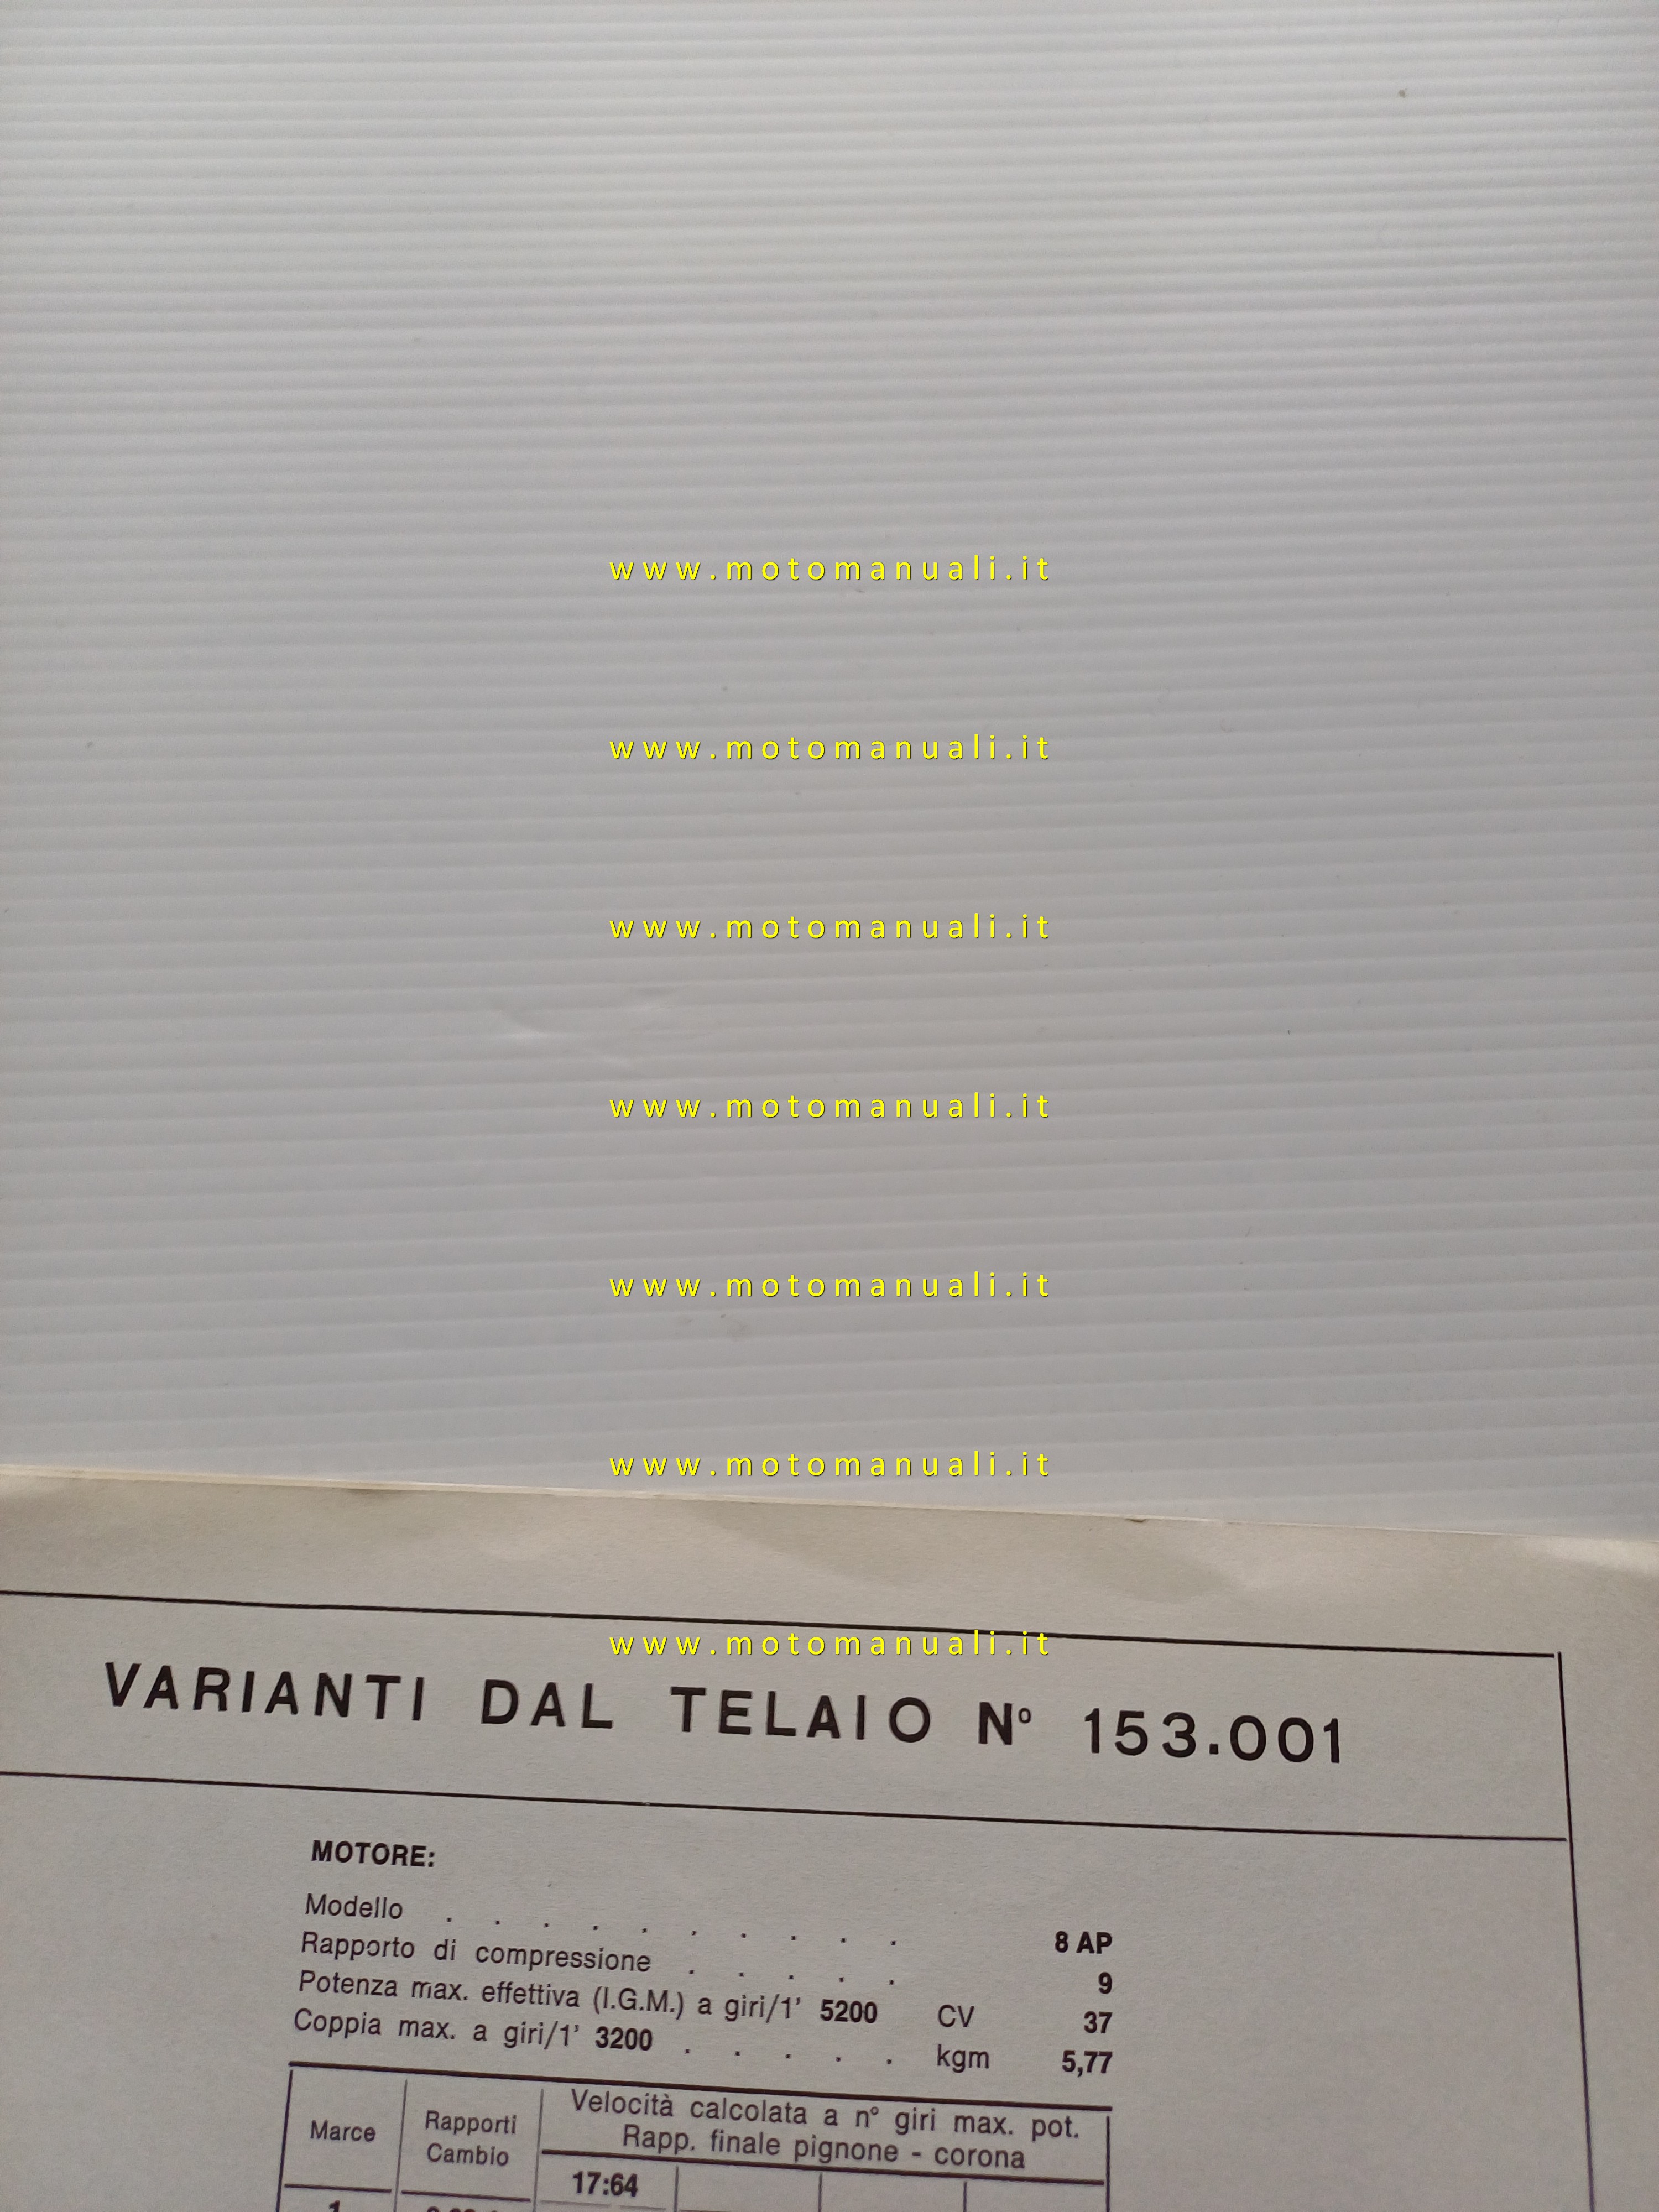 www.motomanuali.it
www.motomanuali.it
www.motomanuali.it
www.motomanuali.it
www.motomanuali.it
www.motomanuali.it
www.motomanuali.it
VARIANTI DAL TELAIO Nº 153.001
MOTORE:
Modello . . . . . . . . . . 8 AP
Rapporto di compressione . . . . . 9
Potenza max. effettiva (I.G.M.) a giri/1' 5200 CV 37
Coppia max. a giri/1' 3200 . . . . . kgm 5,77
Marce
Rapporti
Cambio
Velocità calcolata a nº giri max. pot.
Rapp. finale pignone - corona
17:64
1